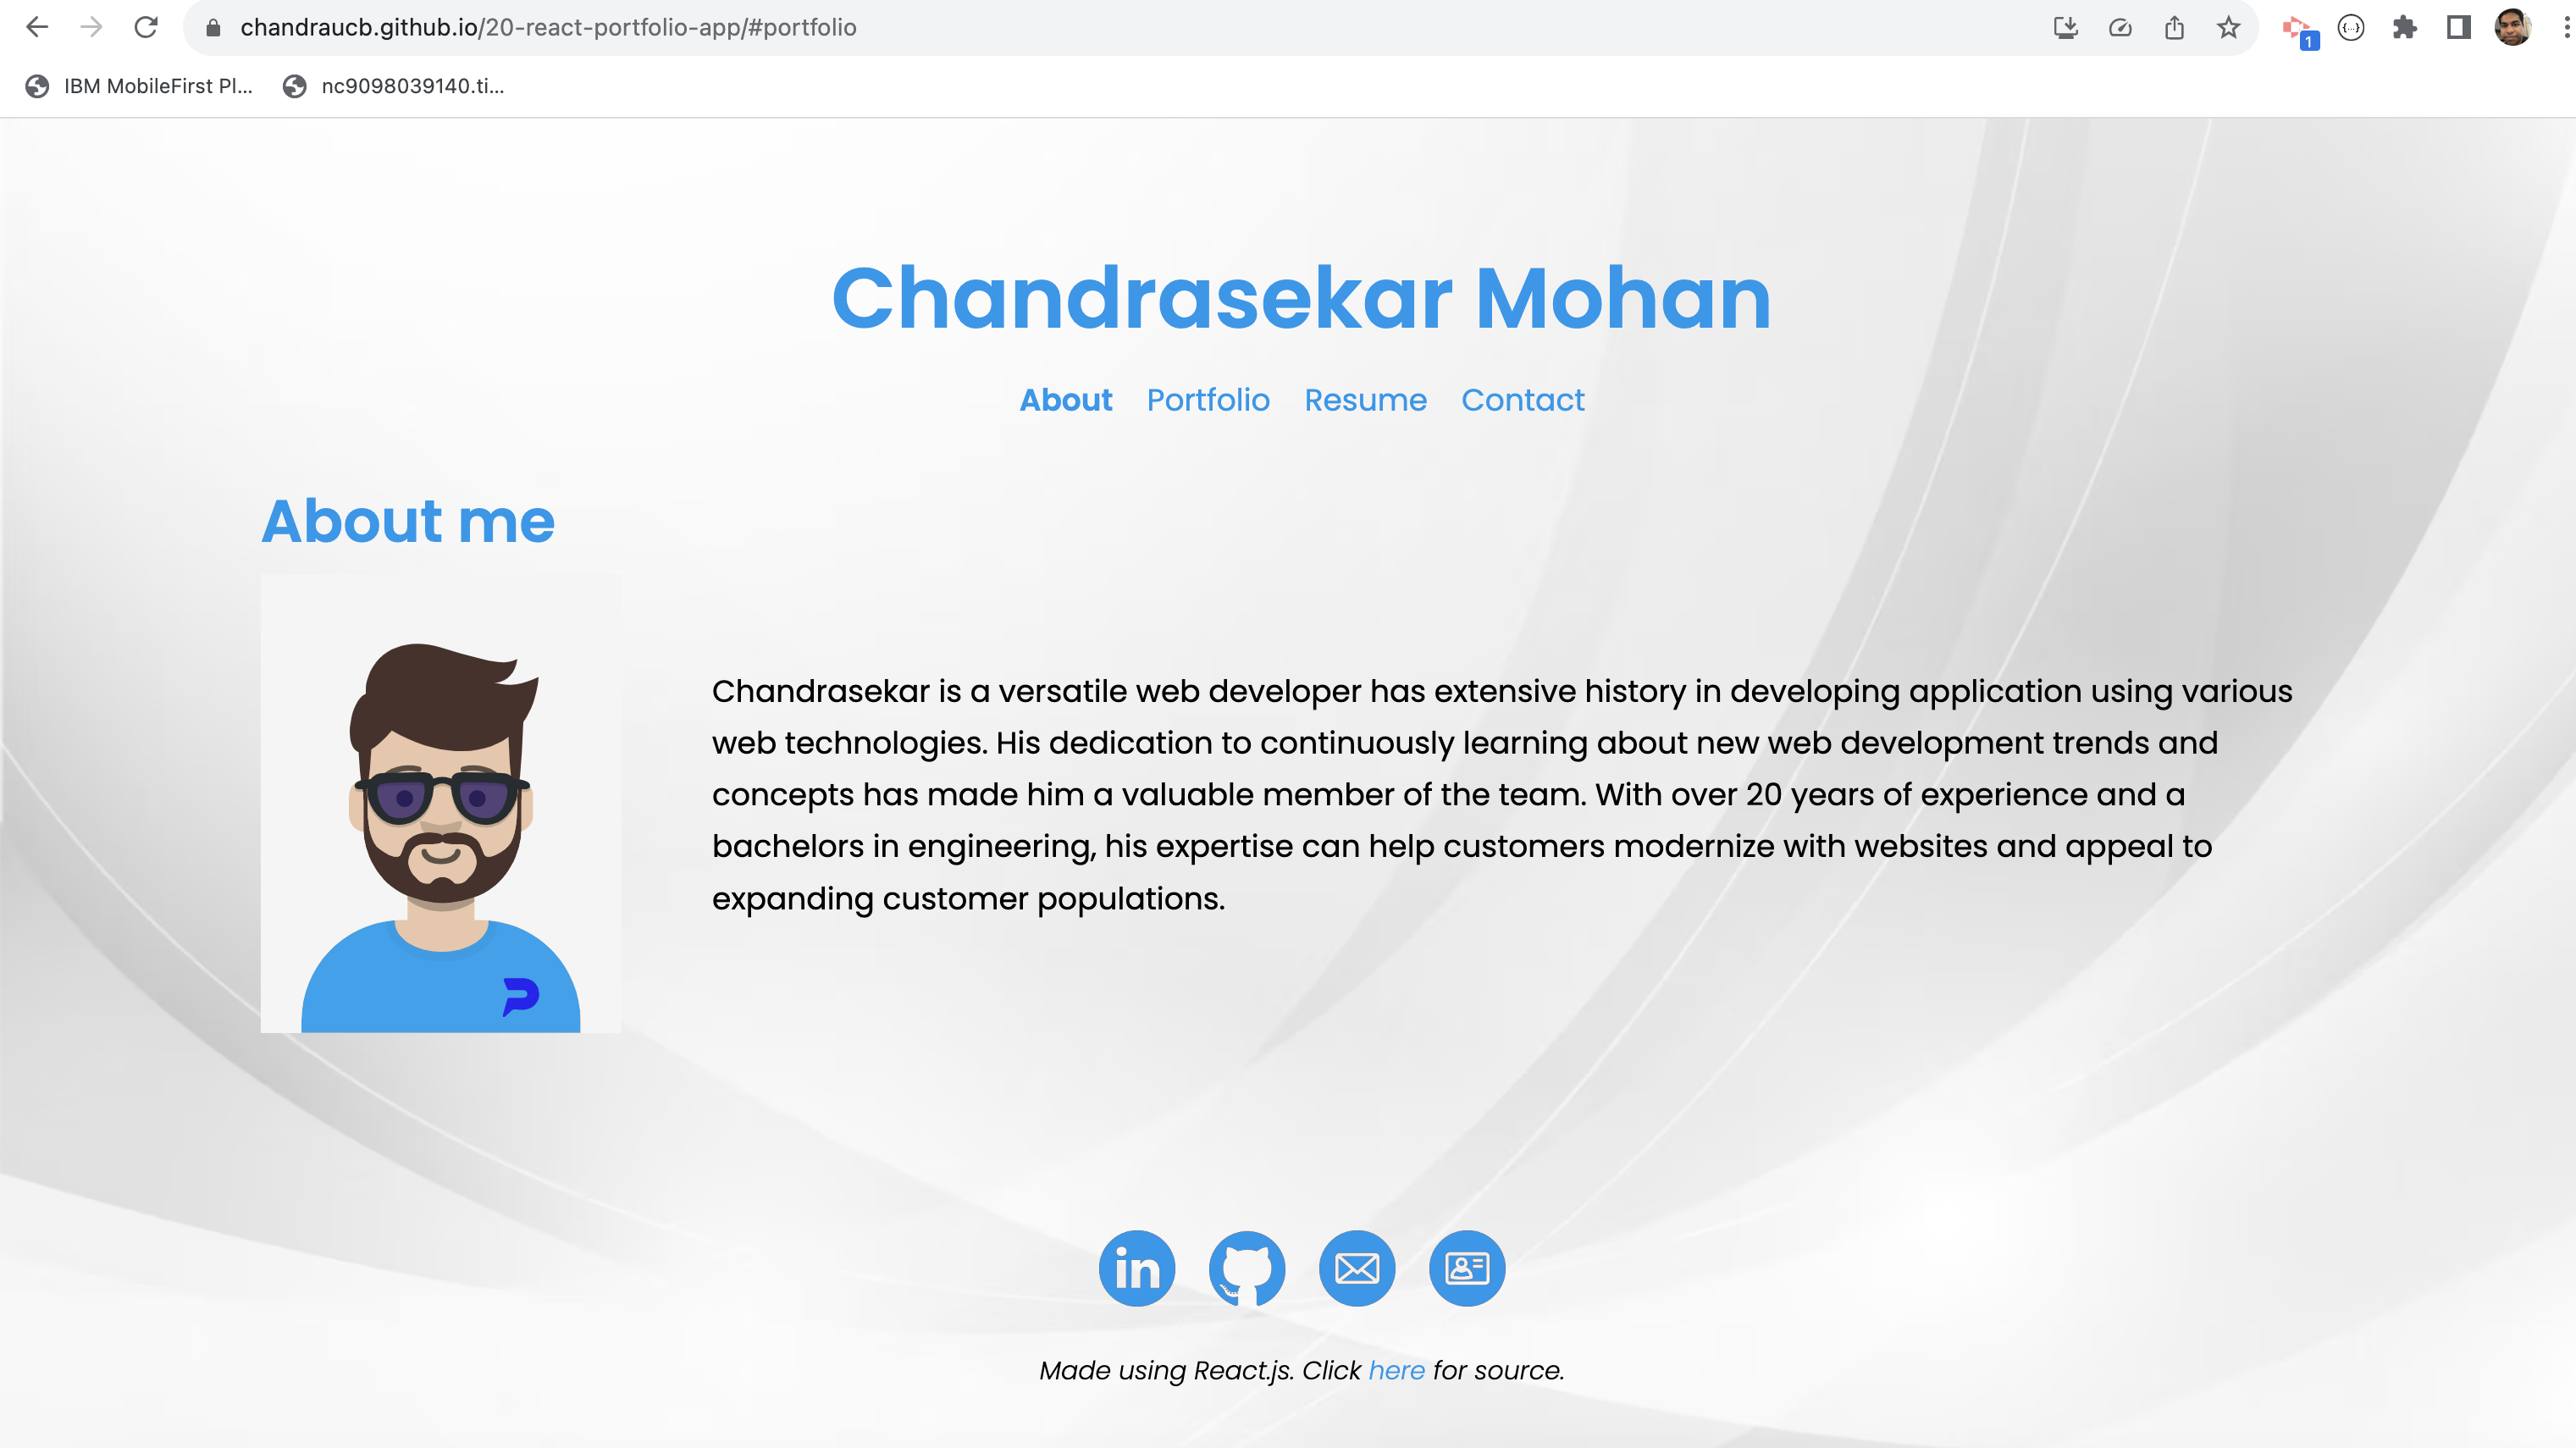 chandraucb.github.io/20-react-portfolio-app/#portfolio
1
IBM MobileFirst Pl...
nc9098039140.ti...
Chandrasekar Mohan
About Portfolio Resume Contact
About me
Chandrasekar is a versatile web developer has extensive history in developing application using various
web technologies. His dedication to continuously learning about new web development trends and
concepts has made him a valuable member of the team. With over 20 years of experience and a
bachelors in engineering, his expertise can help customers modernize with websites and appeal to
expanding customer populations.
in
Made using React.js. Click here for source.